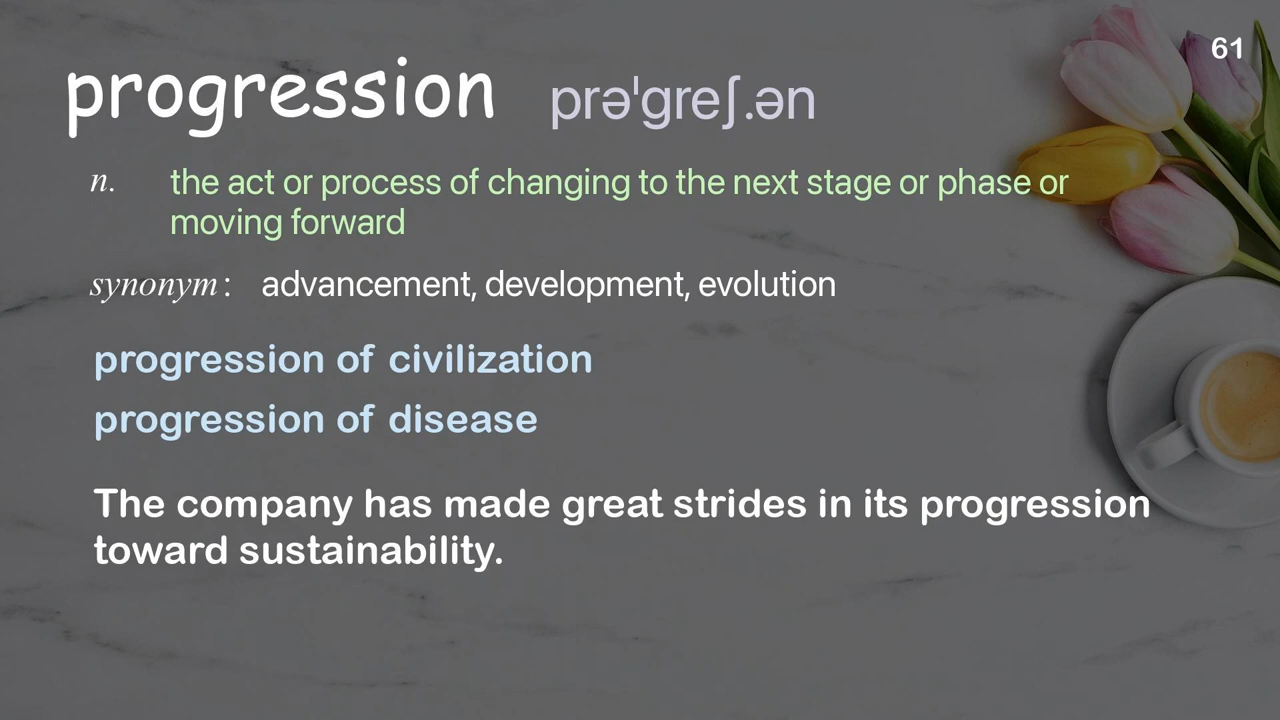 61
progression prəˈgreʃ.ən
n. the act or process of changing to the next stage or phase or
moving forward
synonym : advancement, development, evolution
progression of civilization
progression of disease
The company has made great strides in its progression
toward sustainability.